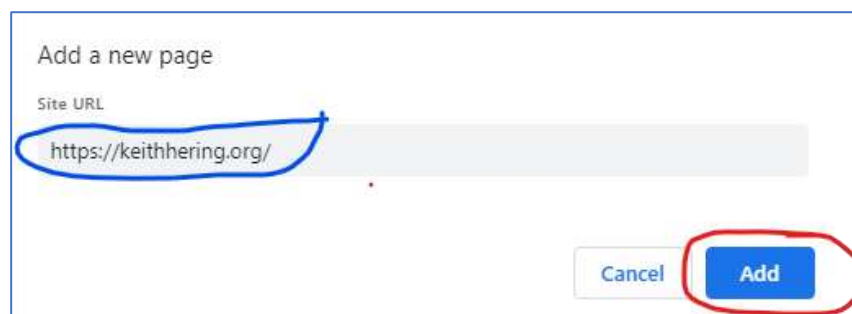 Add a new page
Site URL
https://keithhering.org/
Cancel Add